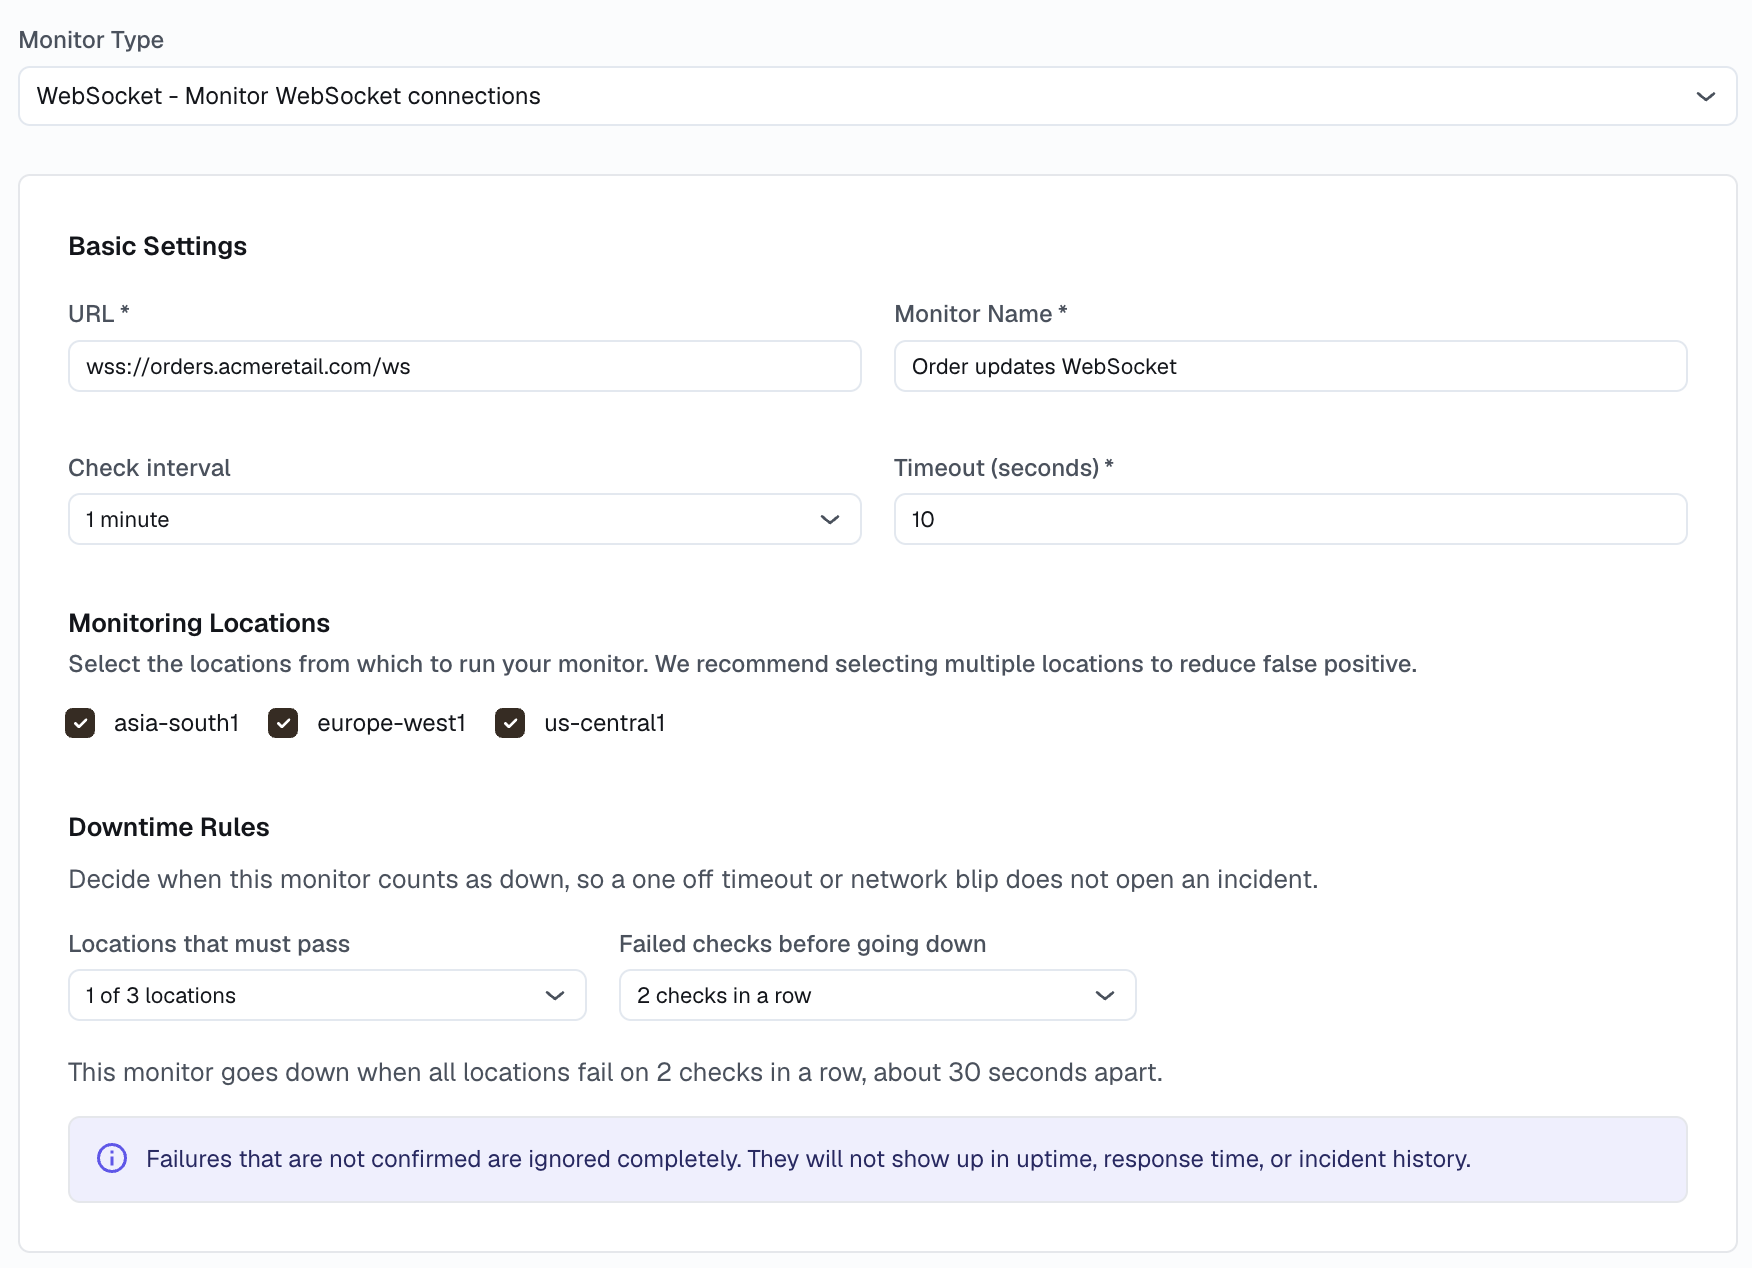 Monitor Type
WebSocket - Monitor WebSocket connections
Basic Settings
URL *
Monitor Name *
wss://orders.acmeretail.com/ws
Order updates WebSocket
Check interval
Timeout (seconds) *
1 minute
10
Monitoring Locations
Select the locations from which to run your monitor. We recommend selecting multiple locations to reduce false positive.
asia-south1 europe-west1 us-central1
Downtime Rules
Decide when this monitor counts as down, so a one off timeout or network blip does not open an incident.
Locations that must pass
Failed checks before going down
1 of 3 locations
2 checks in a row
This monitor goes down when all locations fail on 2 checks in a row, about 30 seconds apart.
Failures that are not confirmed are ignored completely. They will not show up in uptime, response time, or incident history.